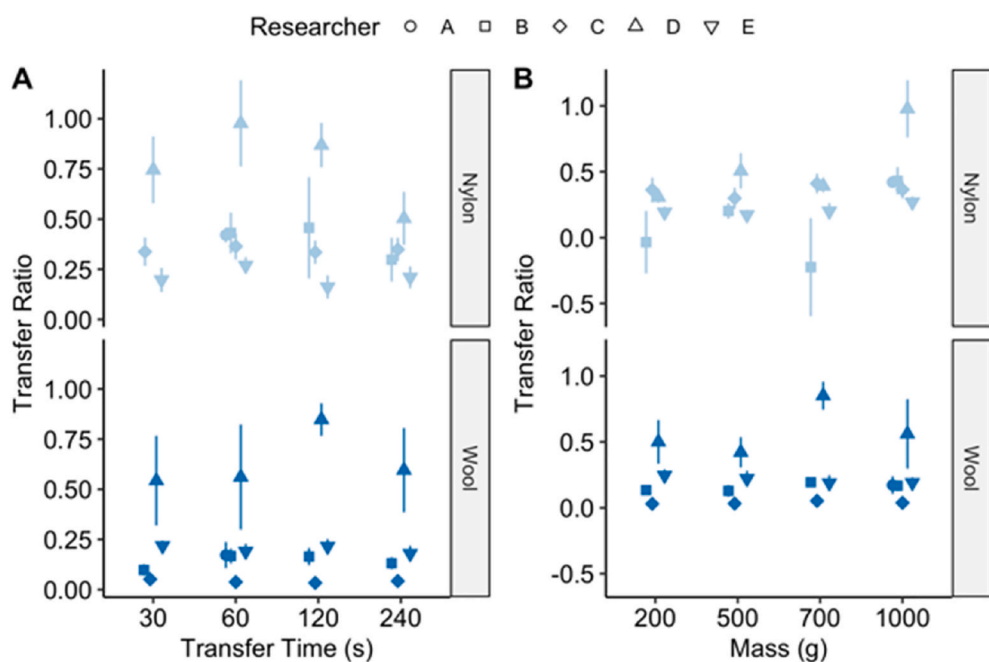 Researcher A B C D E
A
Transfer Ratio
1.00
0.75
0.50
0.25
0.00
Nylon
1.00
0.75
0.50
0.25
0.00
Wool
30 60 120 240
Transfer Time (s)
B
Transfer Ratio
1.0
0.5
0.0
-0.5
Nylon
1.0
0.5
0.0
-0.5
Wool
200 500 700 1000
Mass (g)